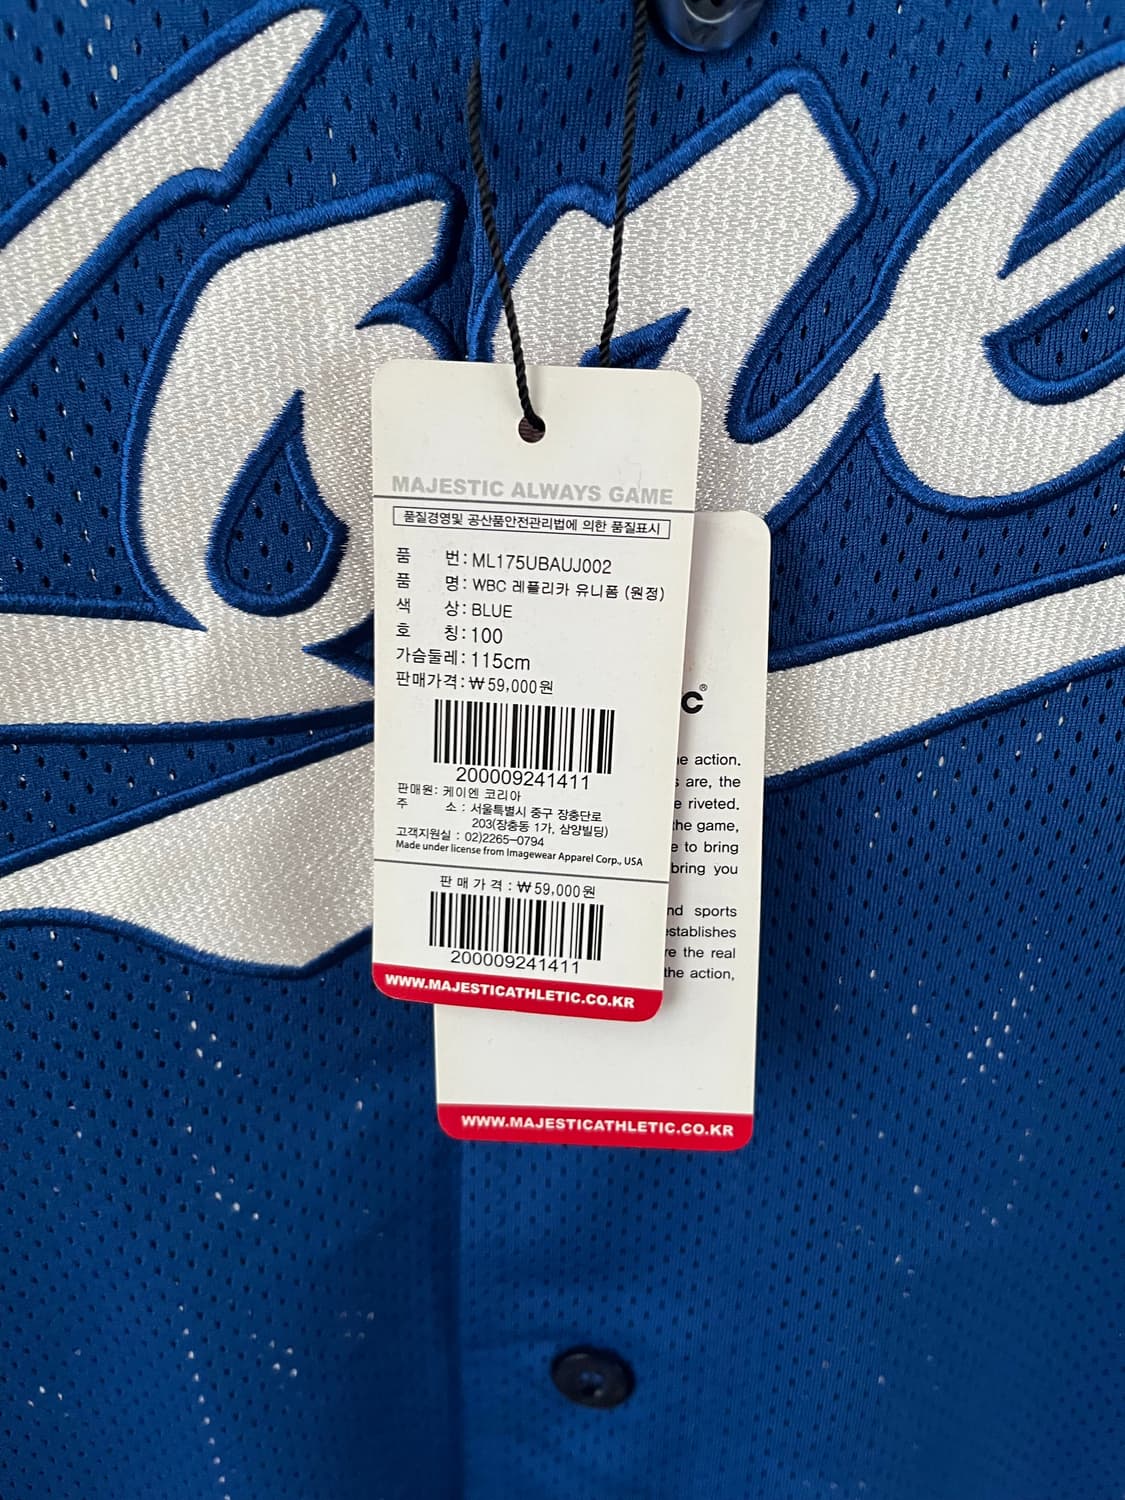 MAJESTIC ALWAYS GAME
품질경영및 공산품안전관리법에 의한 품질표시
품 번: ML175UBAUJ002
품 명: WBC 레플리카 유니폼 (원정)
색 상: BLUE
호 칭: 100
가슴둘레: 115cm
판매가격: ₩59,000원
200009241411
판매원: 케이엔 코리아
주 소 : 서울특별시 중구 장충단로
203(장충동 1가, 삼양빌딩)
고객지원실 : 02)2265-0794
Made under license from Imagewear Apparel Corp., USA
판 매 가 격 : ₩59,000원
200009241411
WWW.MAJESTICATHLETIC.CO.KR
C®
action.
are, the
riveted.
the game,
to bring
bring you
sports
establishes
the real
the action,
WWW.MAJESTICATHLETIC.CO.KR